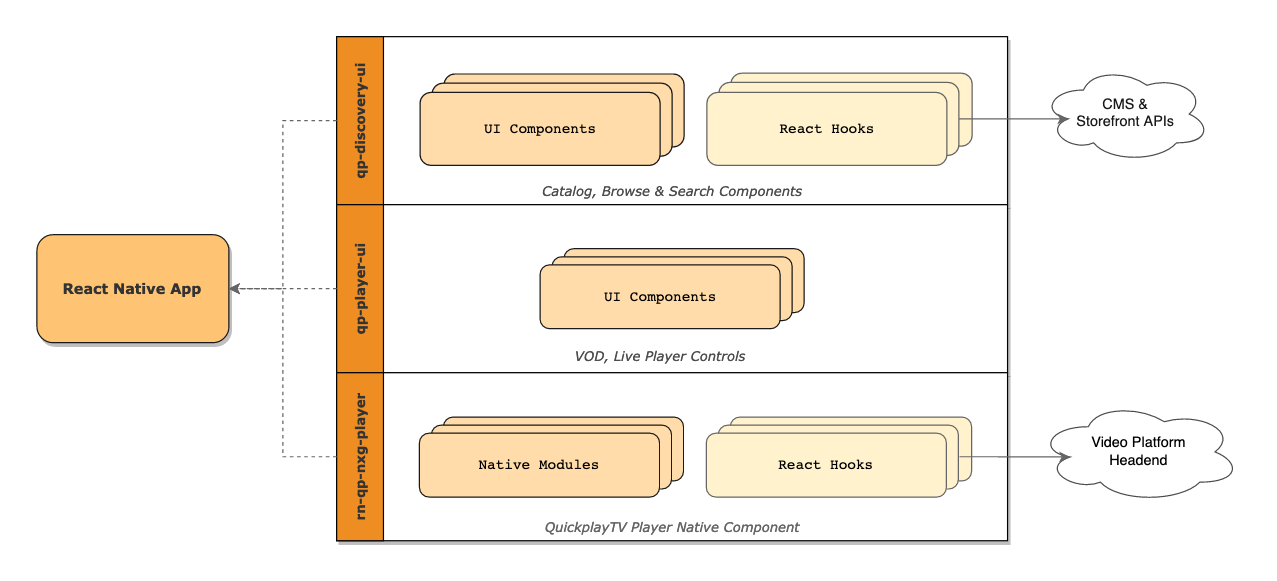 React Native App
qp-discovery-ui
UI Components
React Hooks
Catalog, Browse & Search Components
CMS &
Storefront APIs
qp-player-ui
UI Components
VOD, Live Player Controls
rn-qp-nxg-player
Native Modules
React Hooks
QuickplayTV Player Native Component
Video Platform
Headend